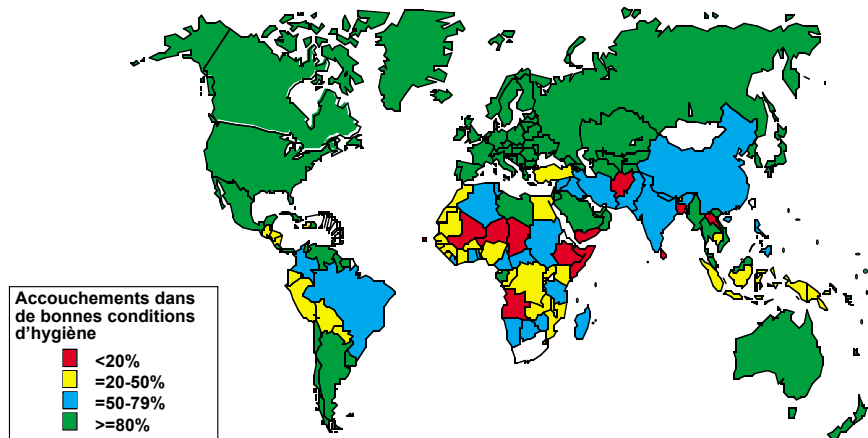 Accouchements dans
de bonnes conditions
d'hygiène
<20%
=20-50%
=50-79%
>=80%